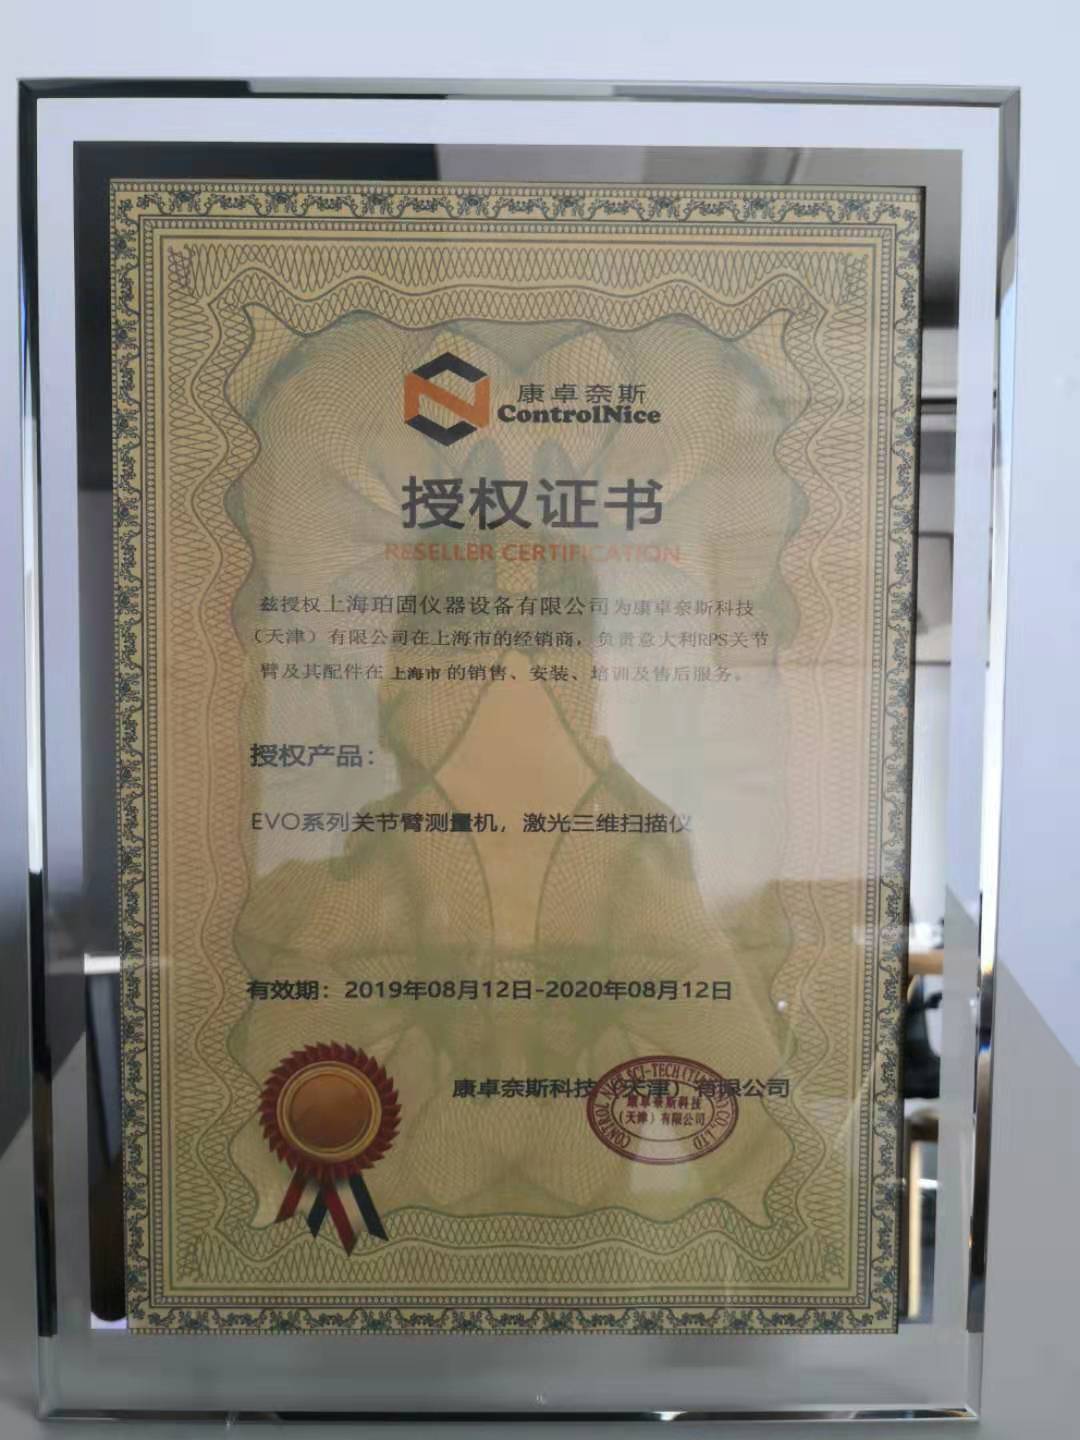 康卓奈斯
ControlNice
授权证书
RESELLER CERTIFICATION
兹授权上海珀固仪器设备有限公司为康卓奈斯科技
（天津）有限公司在上海市的经销商，负责意大利RPS关节
臂及其配件在 上海市 的销售、安装、培训及售后服务。
授权产品：
EVO系列关节臂测量机，激光三维扫描仪
有效期：2019年08月12日-2020年08月12日
康卓奈斯科技（天津）有限公司
CONTROL NICE SCI-TECH CO., LTD
康卓奈斯科技
（天津）有限公司